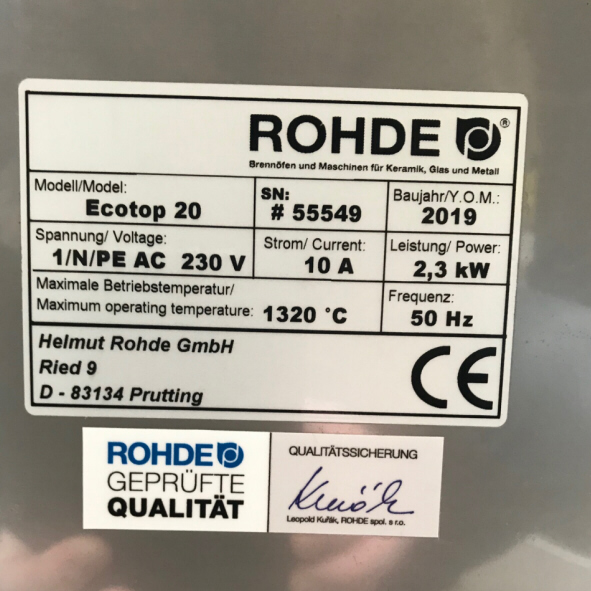 ROHDE ®
Brennöfen und Maschinen für Keramik, Glas und Metall
Modell/Model:
Ecotop 20
SN:
# 55549
Baujahr/Y.O.M.:
2019
Spannung/ Voltage:
1/N/PE AC 230 V
Strom/ Current:
10 A
Leistung/ Power:
2,3 kW
Maximale Betriebstemperatur/
Maximum operating temperature: 1320 °C
Frequenz:
50 Hz
Helmut Rohde GmbH
Ried 9
D - 83134 Prutting
CE
ROHDE
GEPRÜFTE
QUALITÄT
QUALITÄTSSICHERUNG
Leopold Kuřák, ROHDE spol. s r.o.